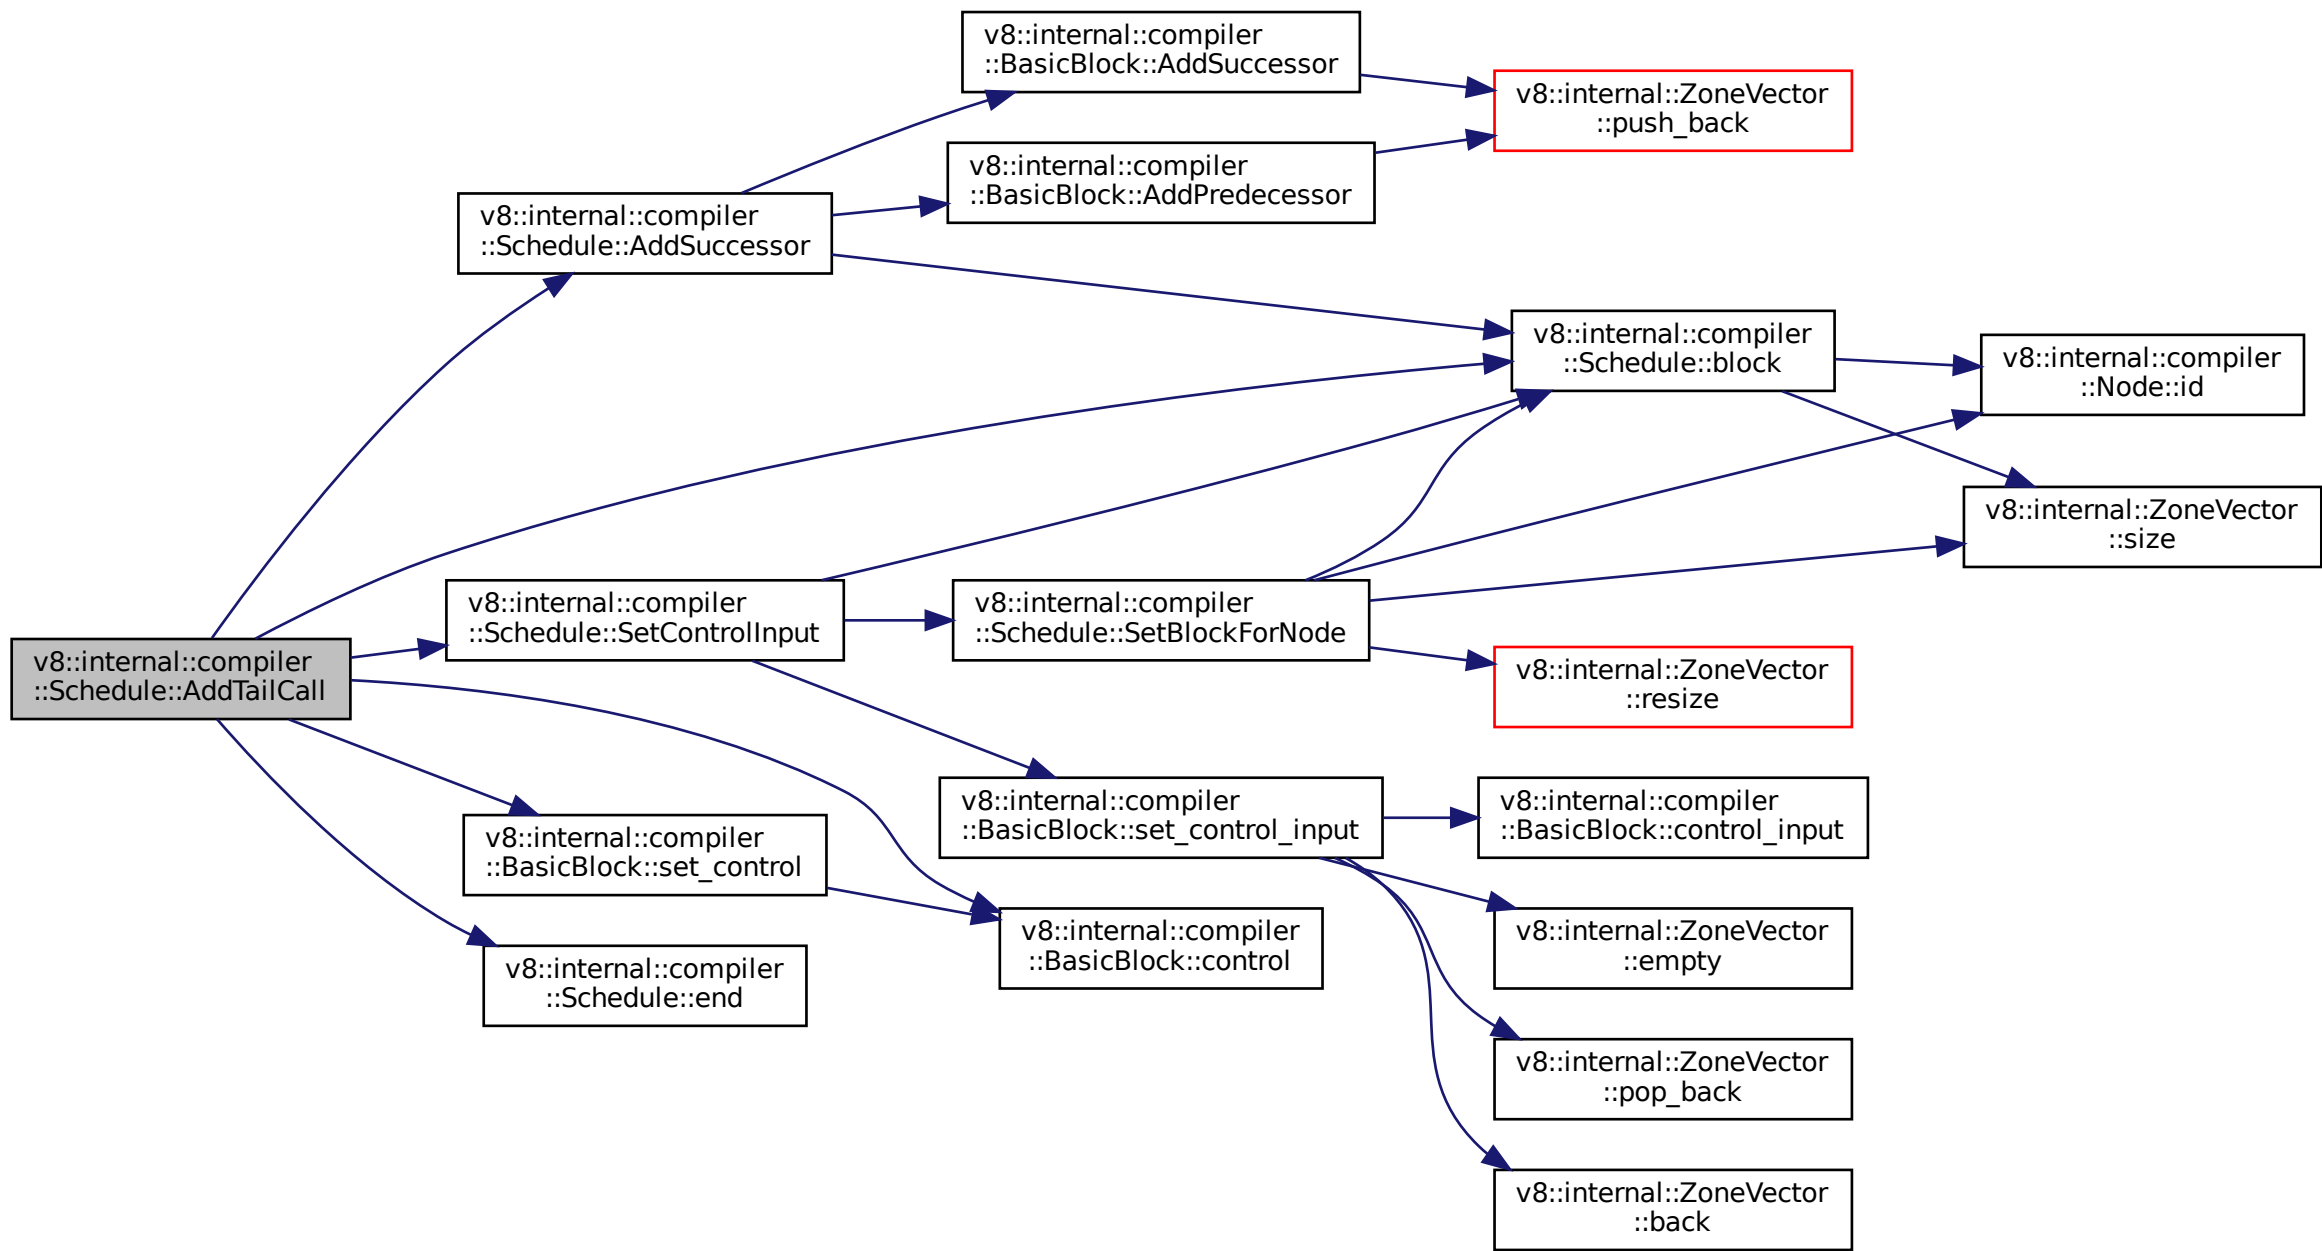 v8::internal::compiler
::BasicBlock::AddSuccessor
v8::internal::ZoneVector
::push_back
v8::internal::compiler
::BasicBlock::AddPredecessor
v8::internal::compiler
::Schedule::AddSuccessor
v8::internal::compiler
::Schedule::block
v8::internal::compiler
::Node::id
v8::internal::ZoneVector
::size
v8::internal::compiler
::Schedule::SetControlInput
v8::internal::compiler
::Schedule::SetBlockForNode
v8::internal::compiler
::Schedule::AddTailCall
v8::internal::ZoneVector
::resize
v8::internal::compiler
::BasicBlock::set_control_input
v8::internal::compiler
::BasicBlock::control_input
v8::internal::compiler
::BasicBlock::set_control
v8::internal::compiler
::BasicBlock::control
v8::internal::ZoneVector
::empty
v8::internal::compiler
::Schedule::end
v8::internal::ZoneVector
::pop_back
v8::internal::ZoneVector
::back